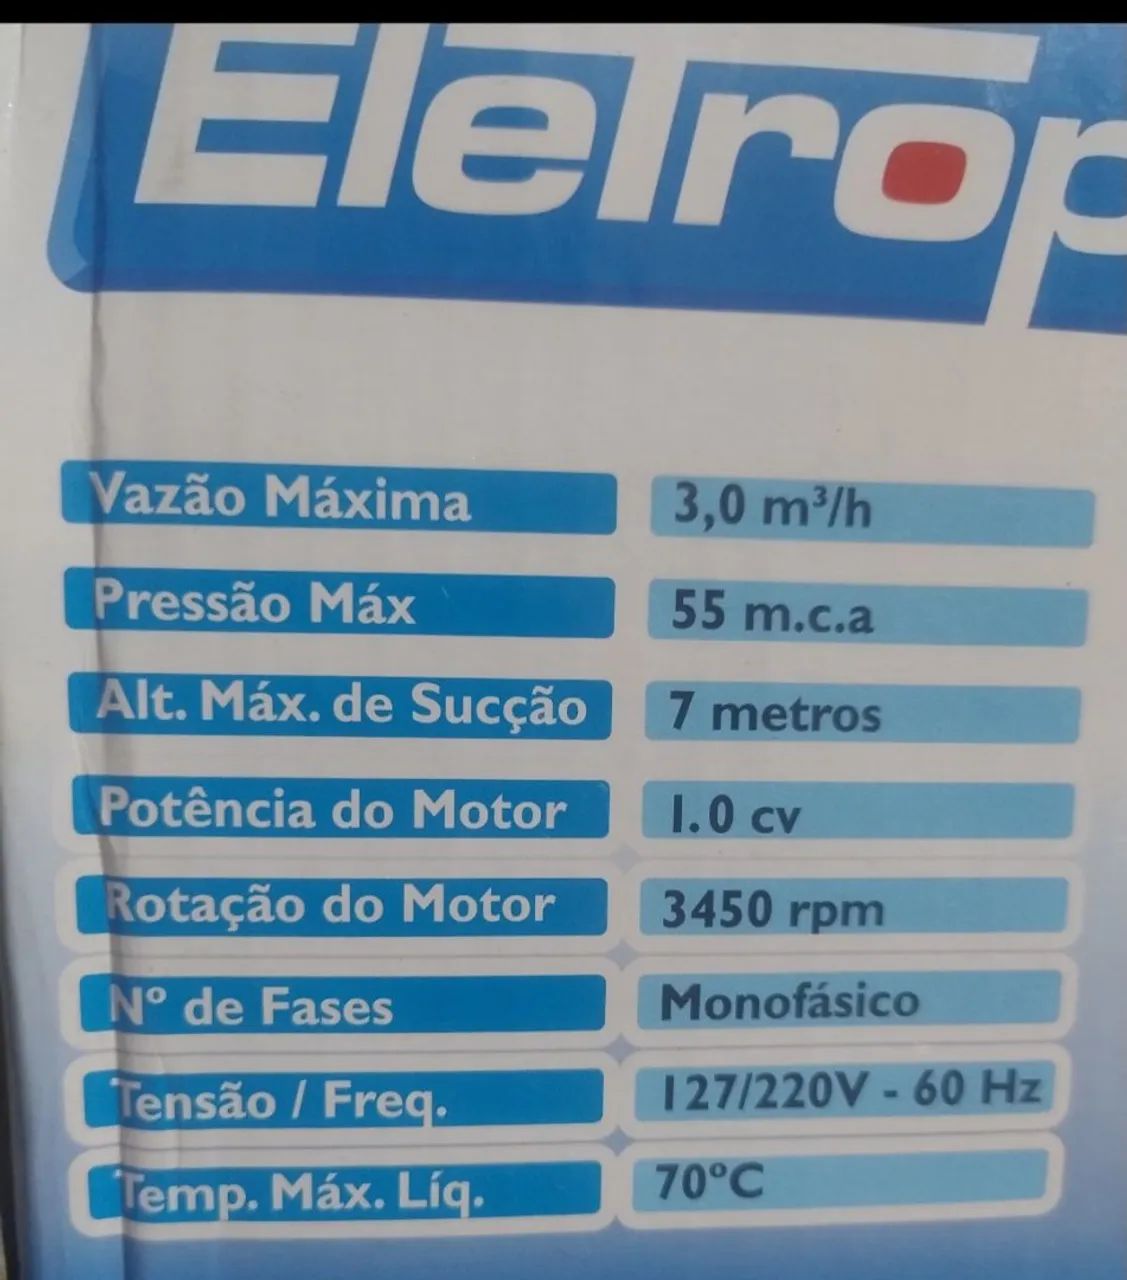 EleTrop
Vazão Máxima 3,0 m³/h
Pressão Máx 55 m.c.a
Alt. Máx. de Sucção 7 metros
Potência do Motor 1.0 cv
Rotação do Motor 3450 rpm
Nº de Fases Monofásico
Tensão / Freq. 127/220V - 60 Hz
Temp. Máx. Líq. 70ºC